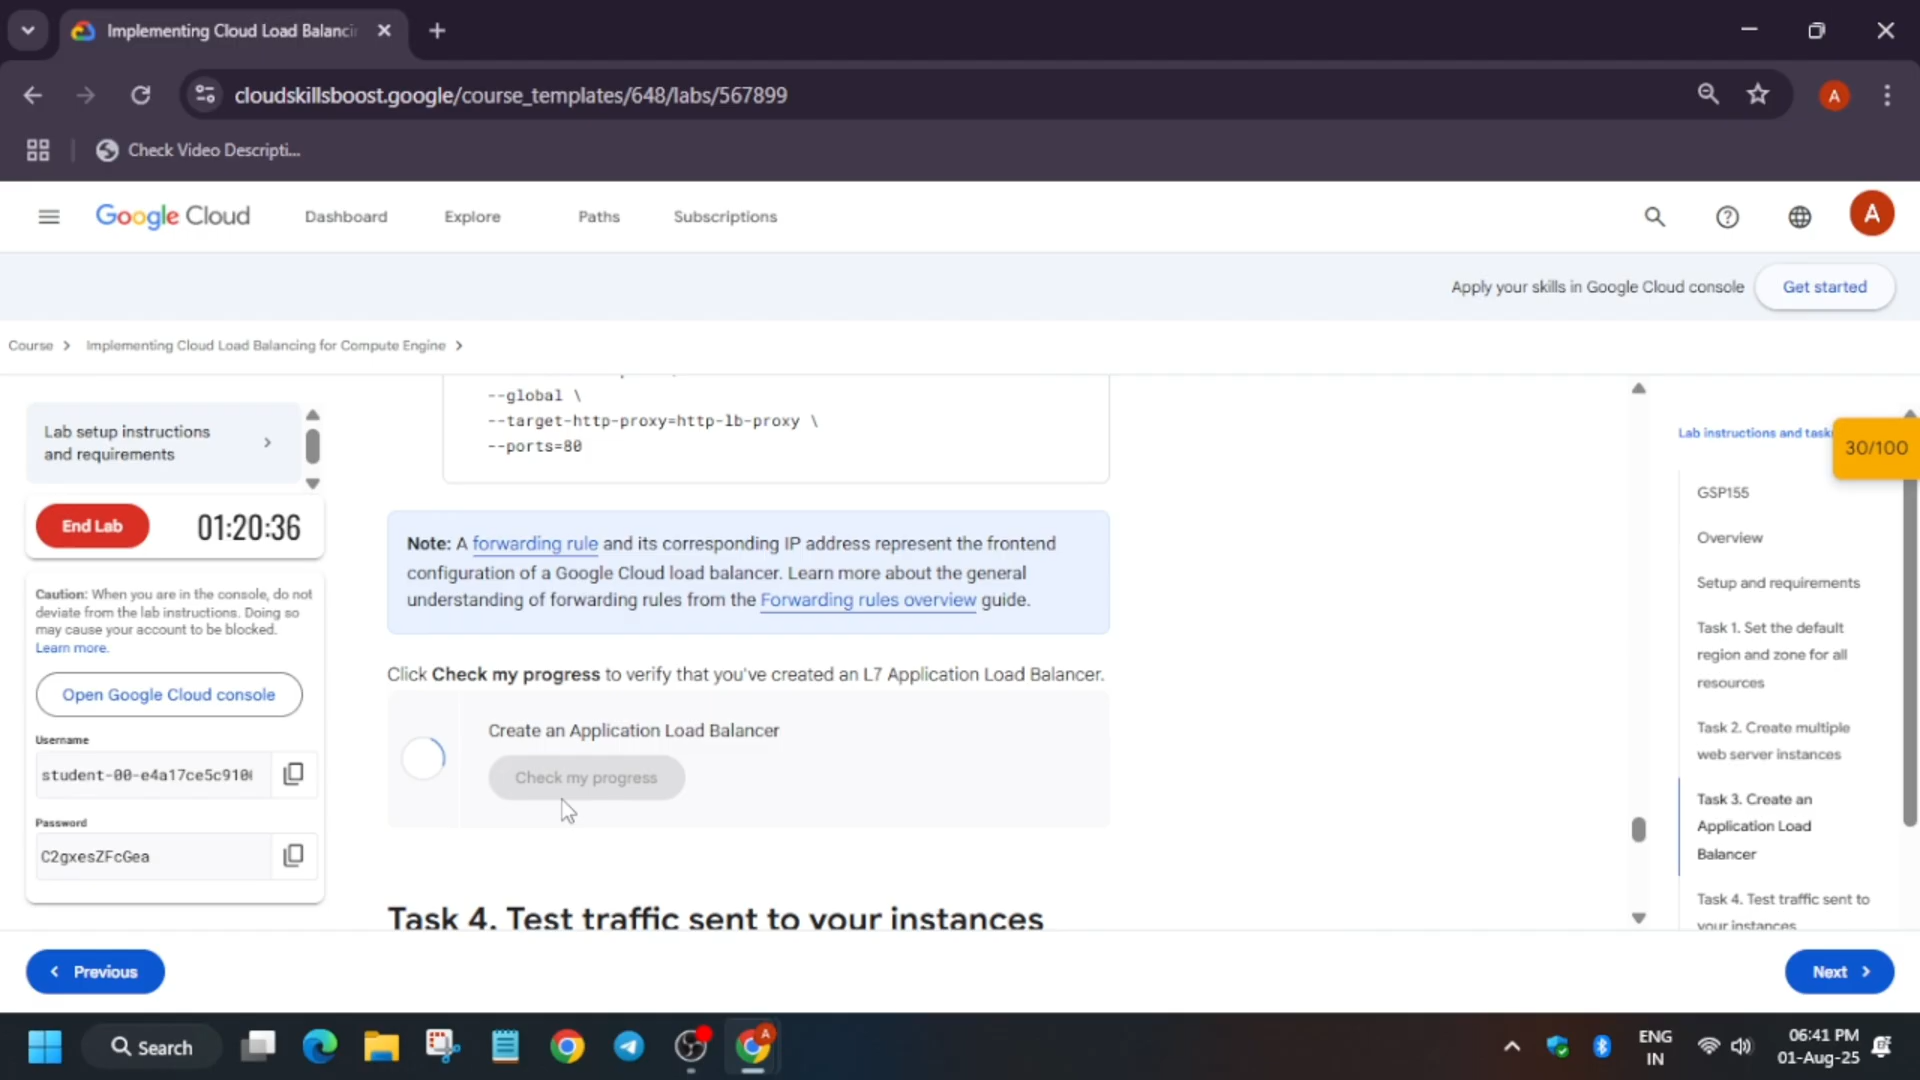 Implementing Cloud Load Balancin
cloudskillsboost.google/course_templates/648/labs/567899
A
Check Video Descripti...
Google Cloud
Dashboard
Explore
Paths
Subscriptions
A
Apply your skills in Google Cloud console
Get started
Course
Implementing Cloud Load Balancing for Compute Engine
Lab setup instructions
and requirements
End Lab
01:20:36
Caution: When you are in the console, do not
deviate from the lab instructions. Doing so
may cause your account to be blocked.
Learn more.
Open Google Cloud console
Username
student-00-e4a17ce5c910
Password
C2gxesZFcGea
--global \
--target-http-proxy=http-lb-proxy \
--ports=80
Note: A forwarding rule and its corresponding IP address represent the frontend
configuration of a Google Cloud load balancer. Learn more about the general
understanding of forwarding rules from the Forwarding rules overview guide.
Click Check my progress to verify that you've created an L7 Application Load Balancer.
Create an Application Load Balancer
Check my progress
Task 4. Test traffic sent to your instances
Lab instructions and task
30/100
GSP155
Overview
Setup and requirements
Task 1. Set the default
region and zone for all
resources
Task 2. Create multiple
web server instances
Task 3. Create an
Application Load
Balancer
Task 4. Test traffic sent to
your instances
Previous
Next
Search
A
ENG
IN
06:41 PM
01-Aug-25